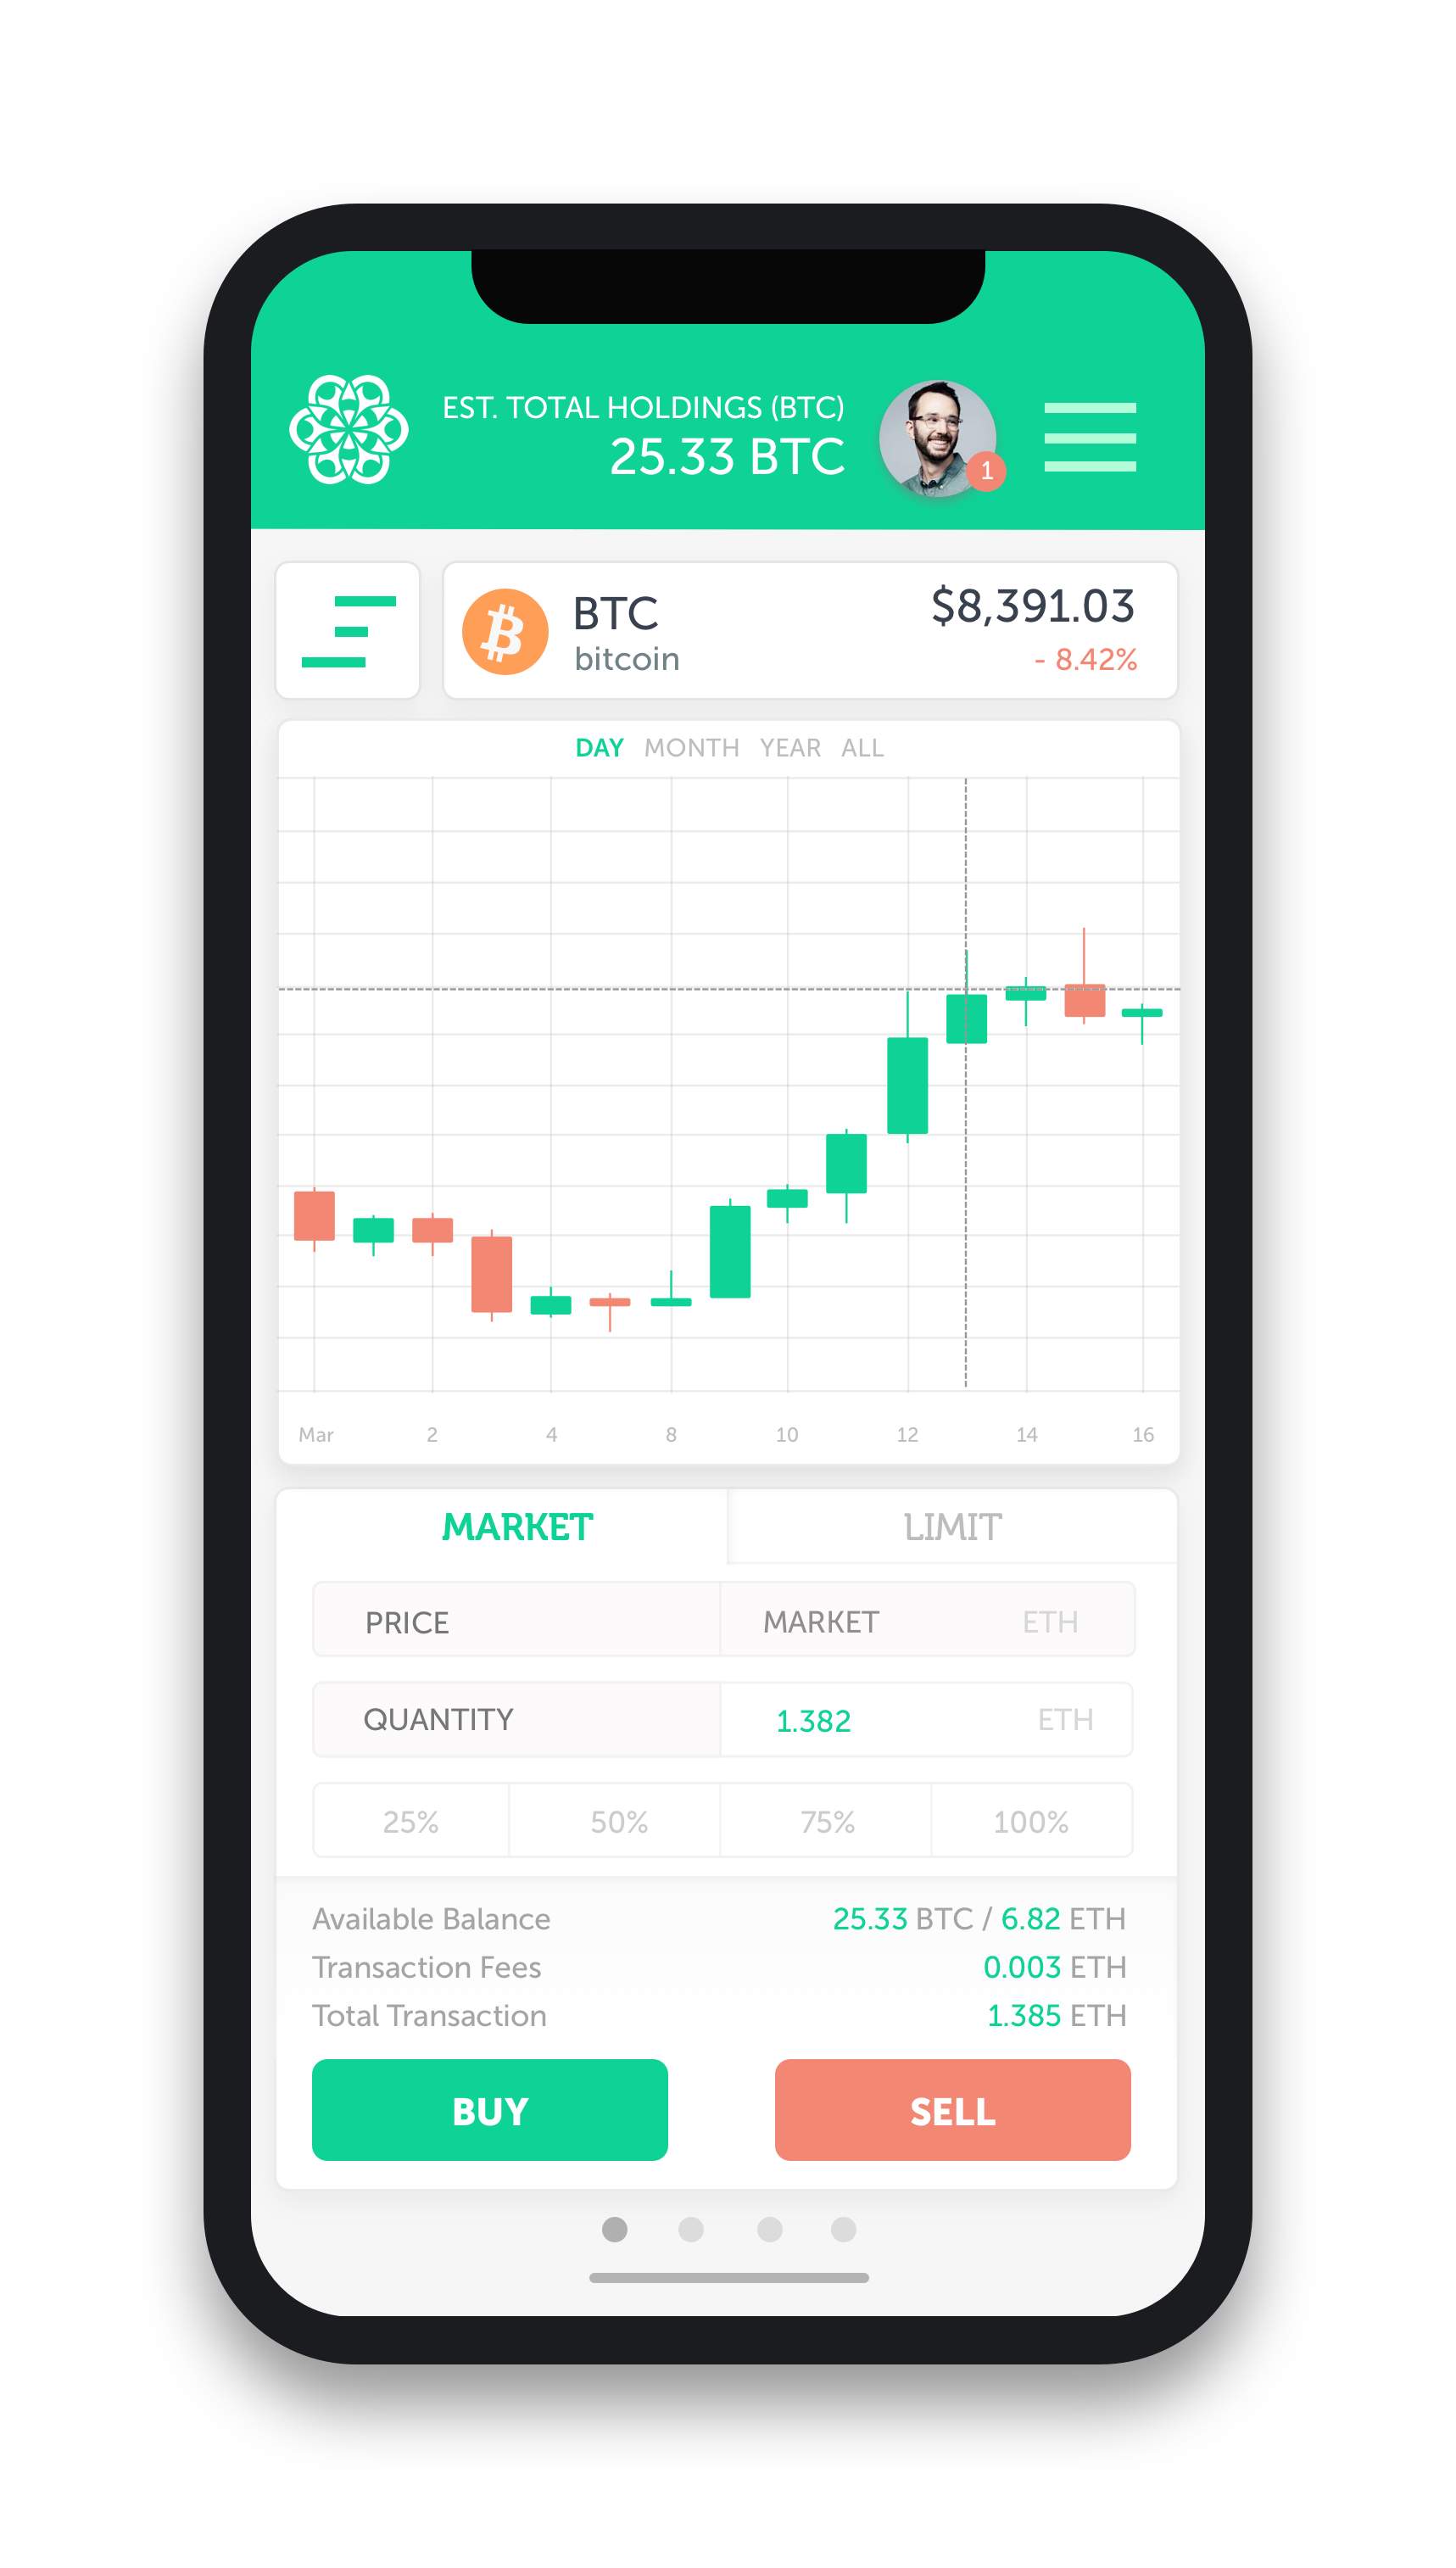 EST. TOTAL HOLDINGS (BTC)
25.33 BTC
1
BTC
bitcoin
$8,391.03
- 8.42%
DAY MONTH YEAR ALL
Mar 2 4 8 10 12 14 16
MARKET LIMIT
PRICE MARKET ETH
QUANTITY 1.382 ETH
25% 50% 75% 100%
Available Balance 25.33 BTC / 6.82 ETH
Transaction Fees 0.003 ETH
Total Transaction 1.385 ETH
BUY SELL